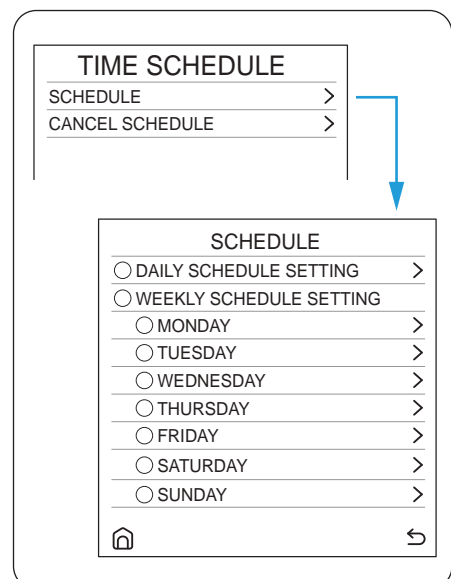 TIME SCHEDULE
SCHEDULE
CANCEL SCHEDULE
SCHEDULE
DAILY SCHEDULE SETTING
WEEKLY SCHEDULE SETTING
MONDAY
TUESDAY
WEDNESDAY
THURSDAY
FRIDAY
SATURDAY
SUNDAY